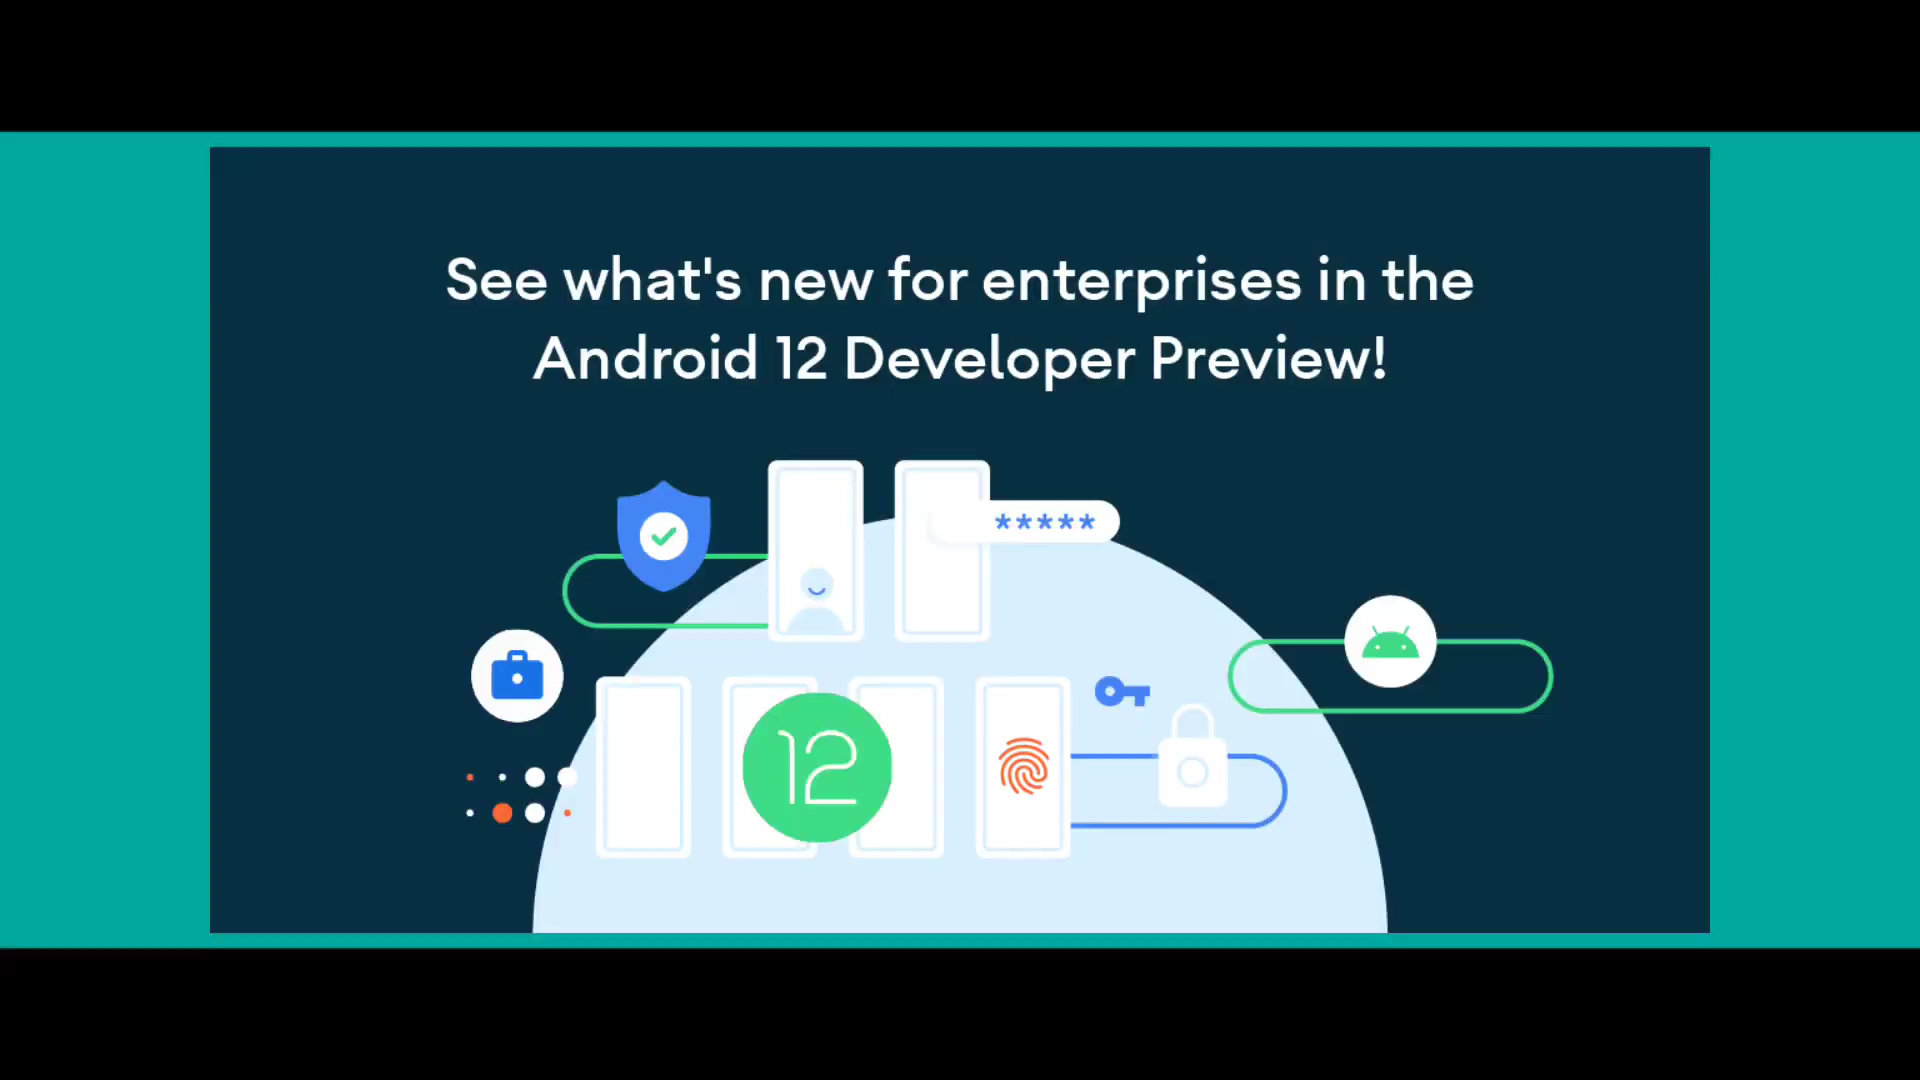 See what's new for enterprises in the
Android 12 Developer Preview!
*****
12